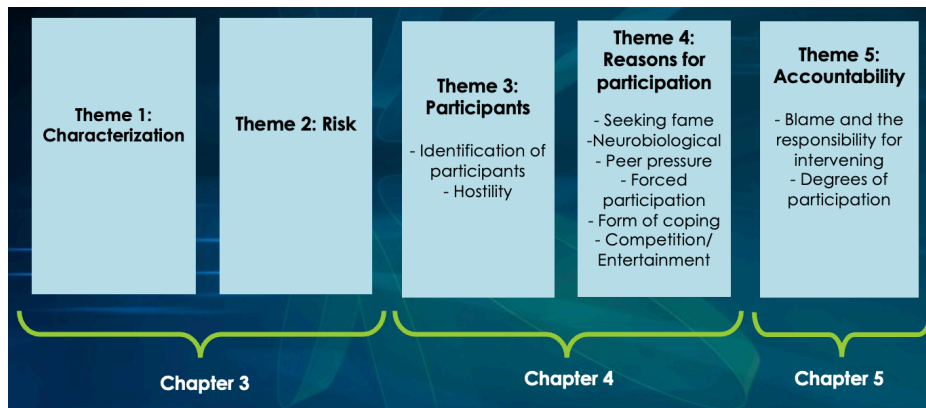 Theme 1:
Characterization
Theme 2: Risk
Theme 3:
Participants
- Identification of
participants
- Hostility
Theme 4:
Reasons for
participation
- Seeking fame
-Neurobiological
- Peer pressure
- Forced
participation
- Form of coping
- Competition/
Entertainment
Theme 5:
Accountability
- Blame and the
responsibility for
intervening
- Degrees of
participation
Chapter 3
Chapter 4
Chapter 5